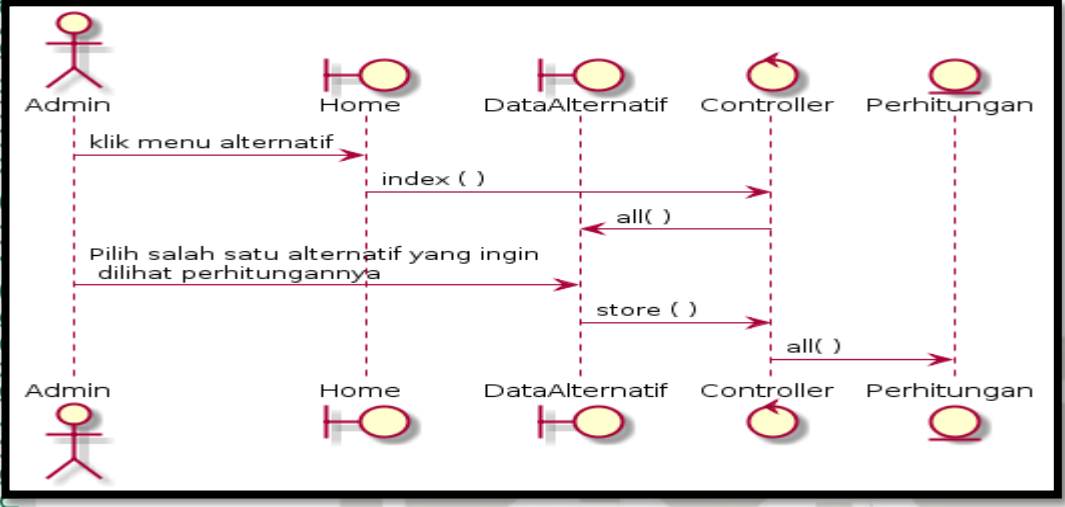 Admin
Home
DataAlternatif
Controller
Perhitungan
klik menu alternatif
index ( )
all( )
Pilih salah satu alternatif yang ingin
dilihat perhitungannya
store ( )
all( )
Admin
Home
DataAlternatif
Controller
Perhitungan